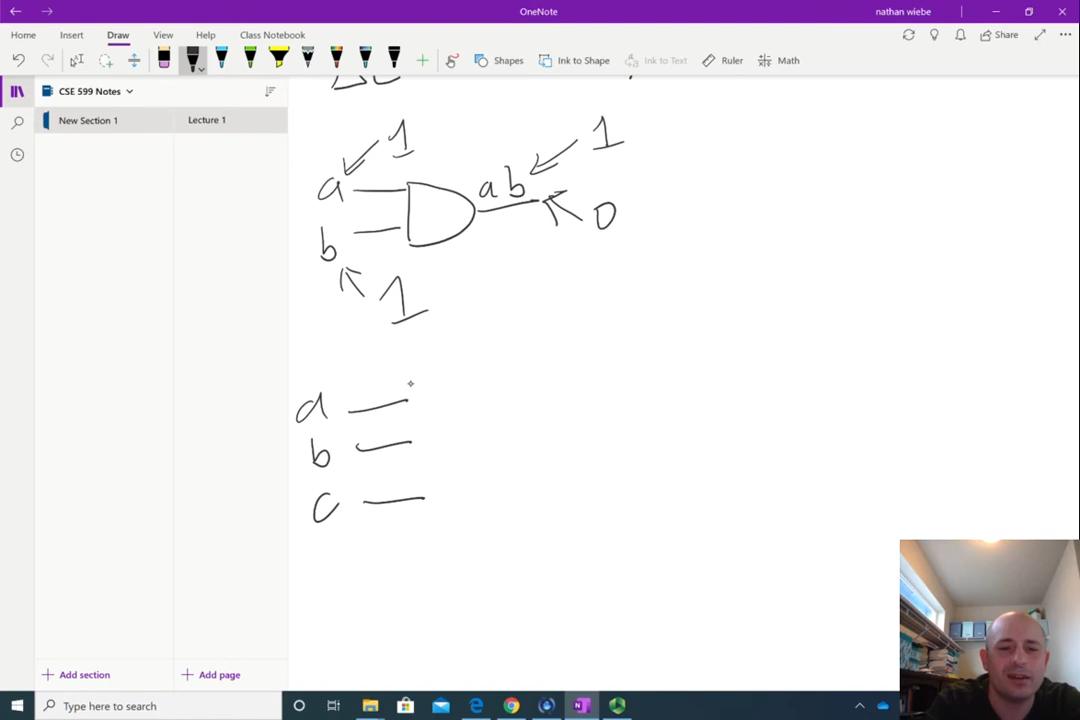 OneNote
nathan wiebe
Home Insert Draw View Help Class Notebook
Share
Shapes Ink to Shape Ink to Text Ruler Math
CSE 599 Notes
New Section 1
Lecture 1
1
1
a
ab
0
b
1
a
b
c
Add section
Add page
Type here to search